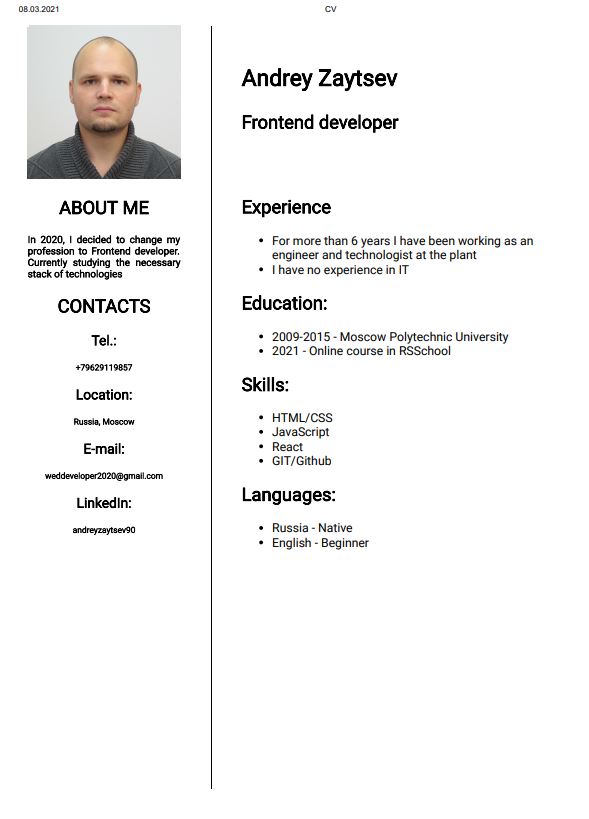 08.03.2021
CV
ABOUT ME
In 2020, I decided to change my
profession to Frontend developer.
Currently studying the necessary
stack of technologies
CONTACTS
Tel.:
+79629119857
Location:
Russia, Moscow
E-mail:
weddeveloper2020@gmail.com
LinkedIn:
andreyzaytsev90
Andrey Zaytsev
Frontend developer
Experience
• For more than 6 years I have been working as an
engineer and technologist at the plant
• I have no experience in IT
Education:
• 2009-2015 - Moscow Polytechnic University
• 2021 - Online course in RSSchool
Skills:
• HTML/CSS
• JavaScript
• React
• GIT/Github
Languages:
• Russia - Native
• English - Beginner